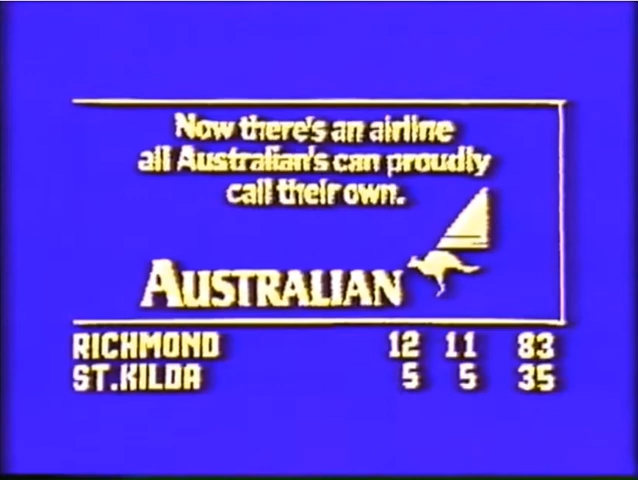 Now there's an airline
all Australian's can proudly
call their own.
AUSTRALIAN
RICHMOND 12 11 83
ST.KILDA 5 5 35